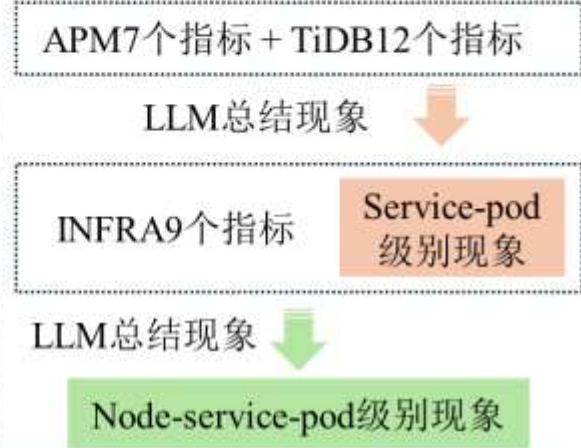 APM7个指标 + TiDB12个指标
LLM总结现象
INFRA9个指标
Service-pod
级别现象
LLM总结现象
Node-service-pod级别现象